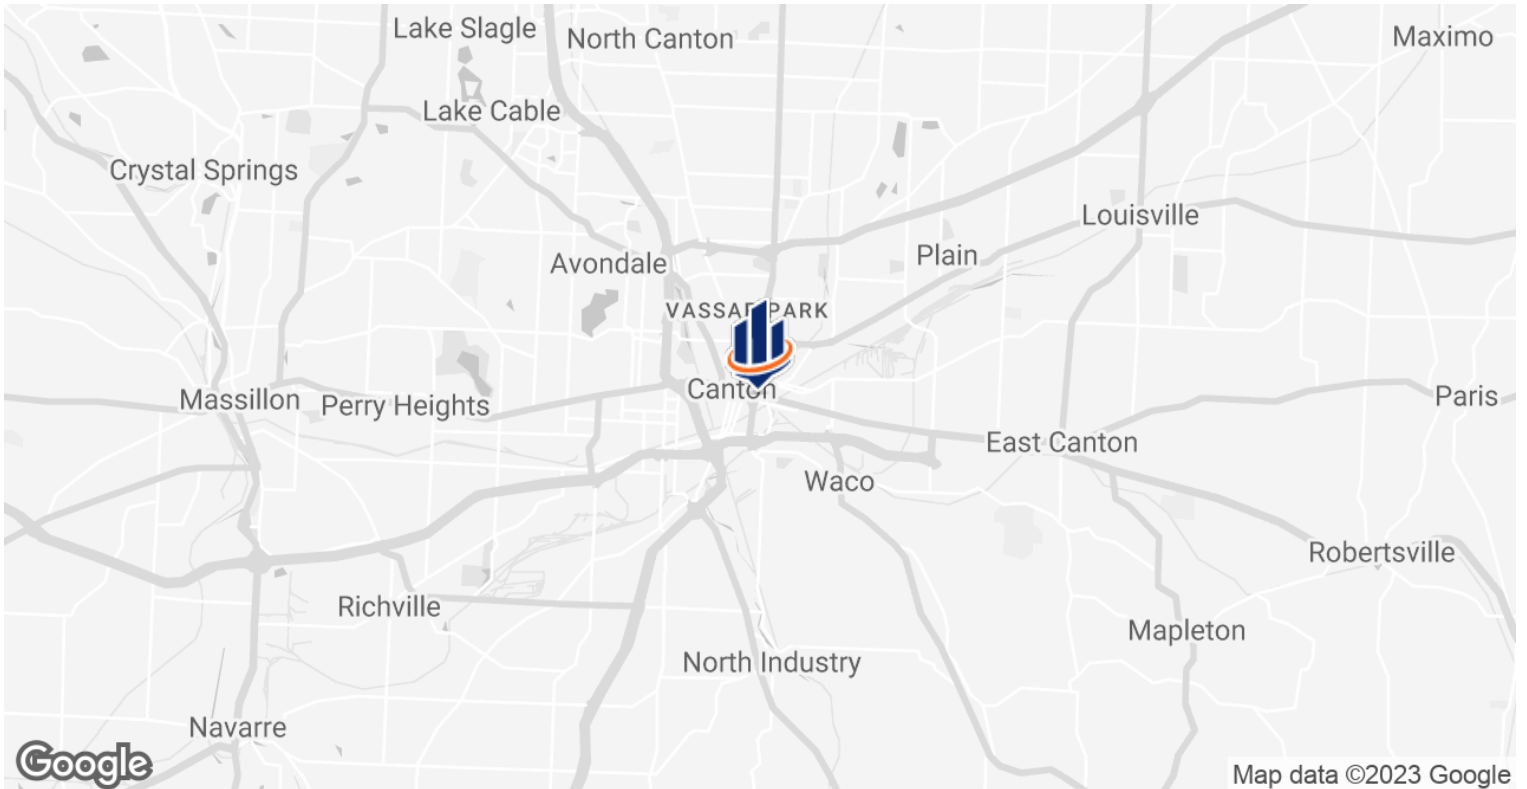 Lake Slagle
North Canton
Maximo
Lake Cable
Crystal Springs
Louisville
Plain
Avondale
VASSAR PARK
Canton
Massillon
Perry Heights
Paris
East Canton
Waco
Robertsville
Richville
Mapleton
North Industry
Navarre
Google
Map data ©2023 Google